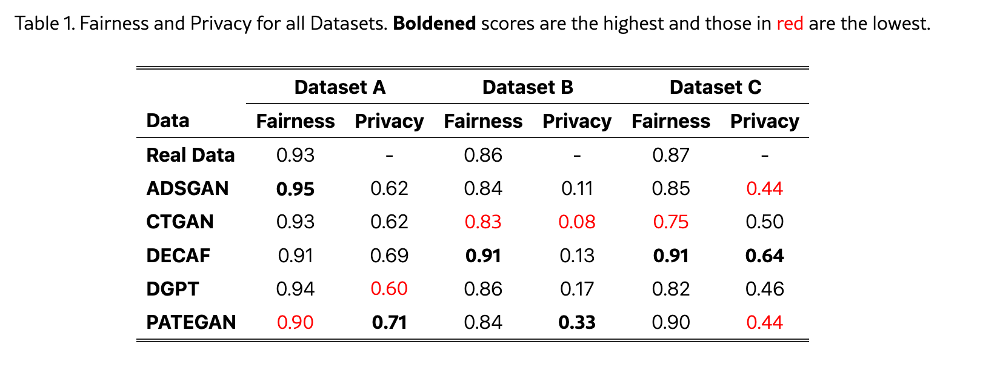 Table 1. Fairness and Privacy for all Datasets. Boldened scores are the highest and those in red are the lowest.
Dataset A Dataset B Dataset C
Data Fairness Privacy Fairness Privacy Fairness Privacy
Real Data 0.93 - 0.86 - 0.87 -
ADSGAN 0.95 0.62 0.84 0.11 0.85 0.44
CTGAN 0.93 0.62 0.83 0.08 0.75 0.50
DECAF 0.91 0.69 0.91 0.13 0.91 0.64
DGPT 0.94 0.60 0.86 0.17 0.82 0.46
PATEGAN 0.90 0.71 0.84 0.33 0.90 0.44